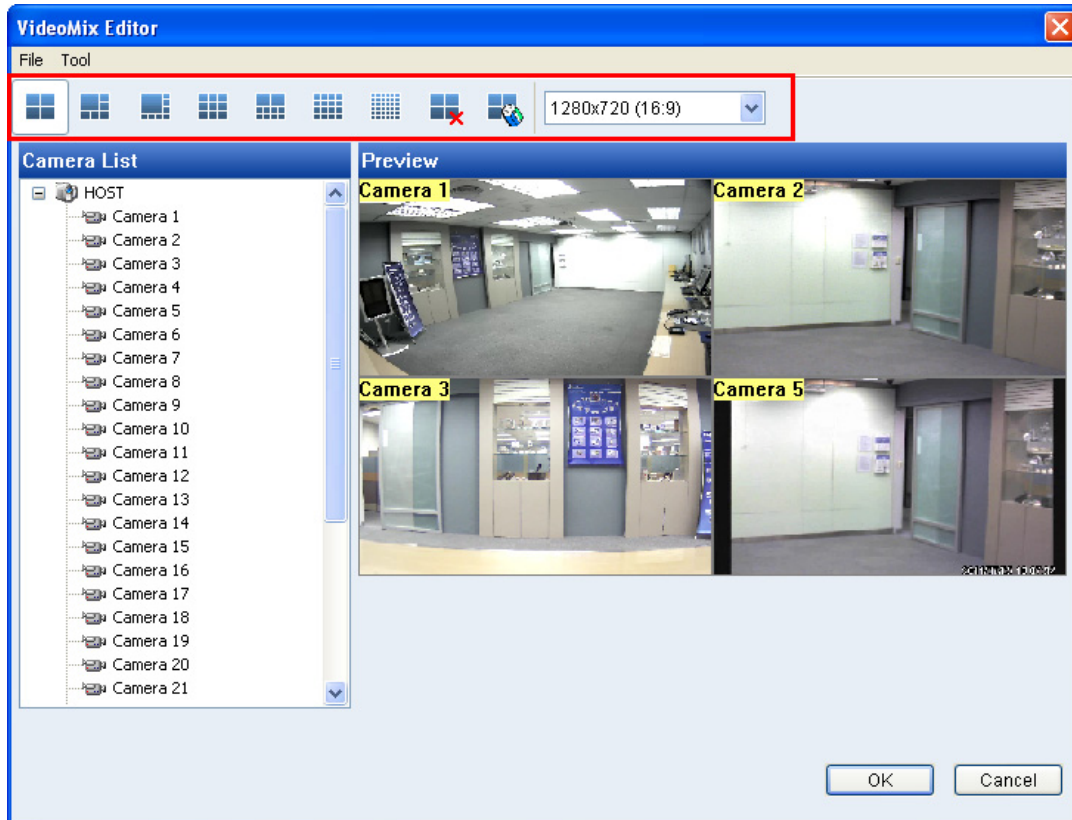 VideoMix Editor
File Tool
1280x720 (16:9)
Camera List
Preview
HOST
Camera 1
Camera 2
Camera 3
Camera 4
Camera 5
Camera 6
Camera 7
Camera 8
Camera 9
Camera 10
Camera 11
Camera 12
Camera 13
Camera 14
Camera 15
Camera 16
Camera 17
Camera 18
Camera 19
Camera 20
Camera 21
Camera 1
Camera 2
Camera 3
Camera 5
OK Cancel